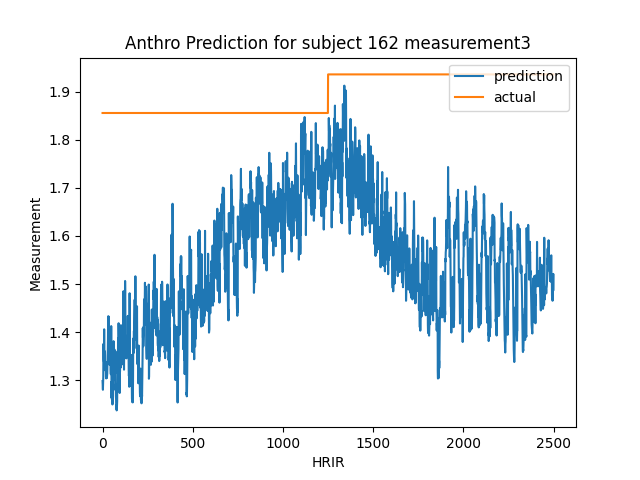 Anthro Prediction for subject 162 measurement3
prediction
actual
Measurement
1.9
1.8
1.7
1.6
1.5
1.4
1.3
0 500 1000 1500 2000 2500
HRIR